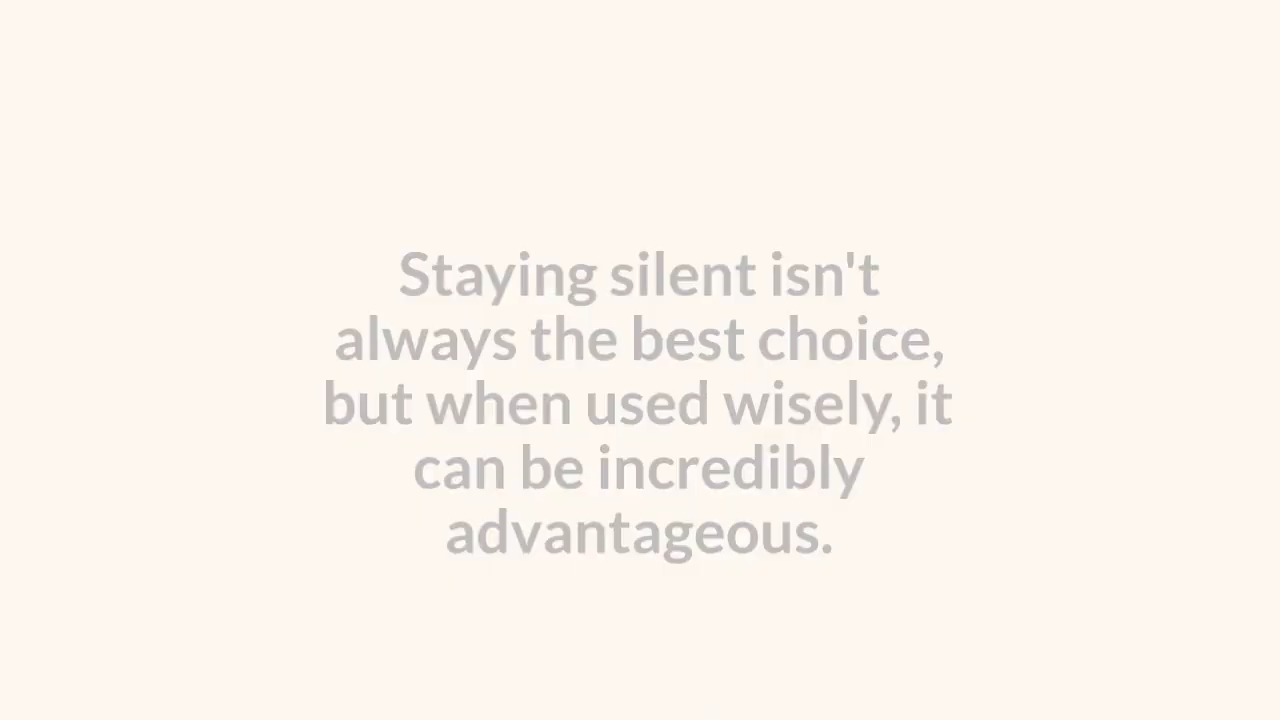 Staying silent isn't
always the best choice,
but when used wisely, it
can be incredibly
advantageous.